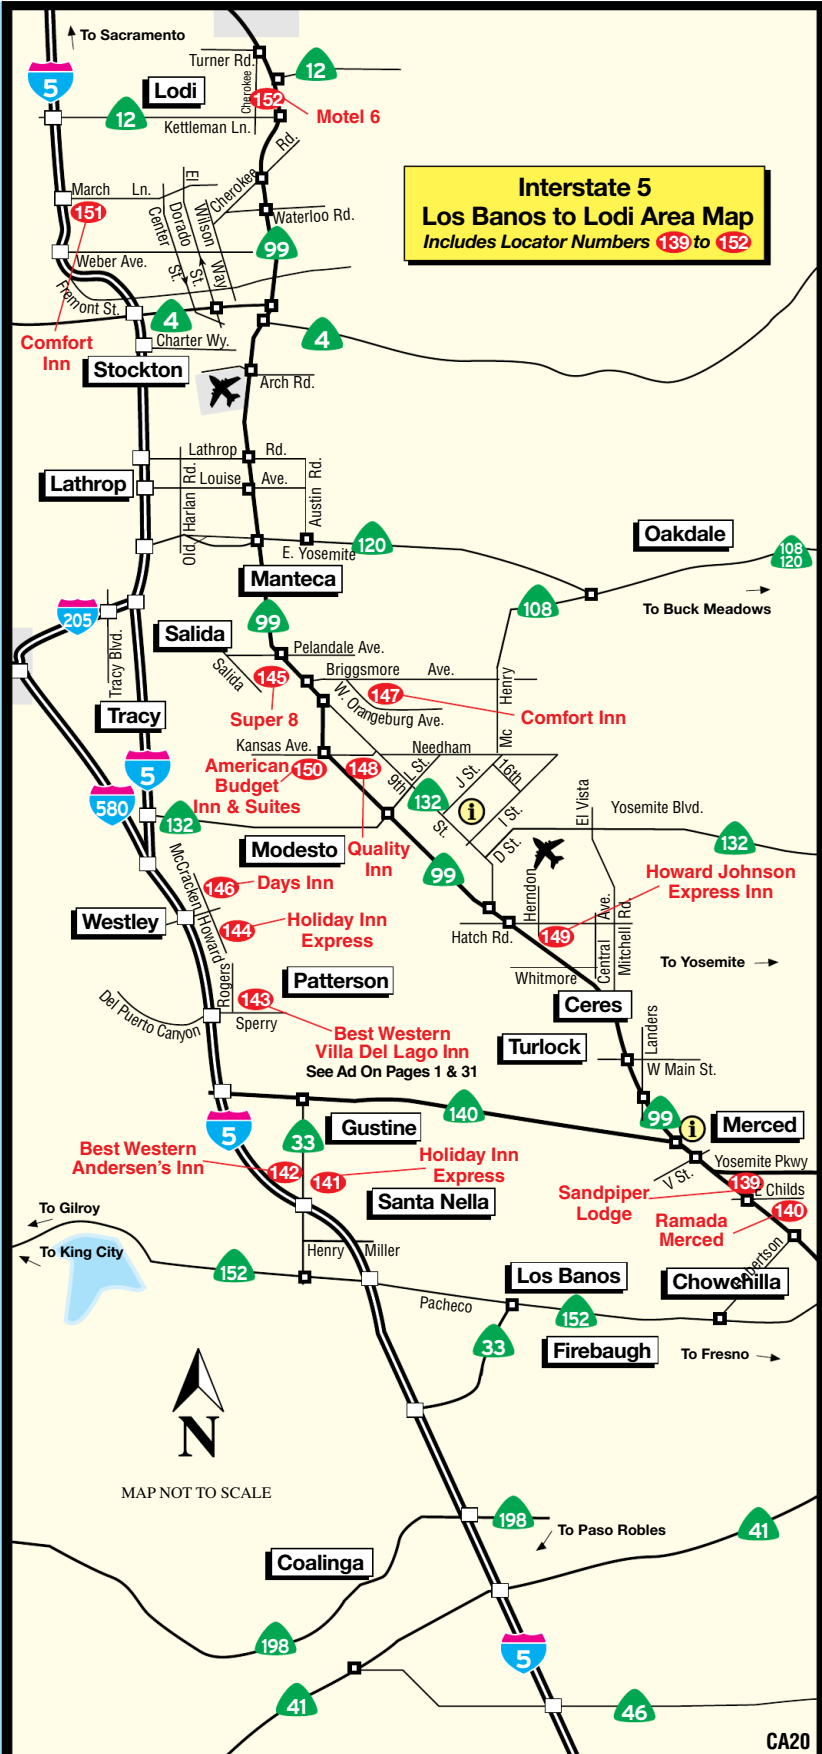 To Sacramento
Turner Rd.
12
5
Lodi
Cherokee
152
Motel 6
12
Kettleman Ln.
Rd.
Cherokee
Interstate 5
Los Banos to Lodi Area Map
Includes Locator Numbers 139 to 152
March Ln.
El
Dorado
St.
Center
St.
Wilson
Way
151
Waterloo Rd.
99
Weber Ave.
Fremont St.
4
4
Charter Wy.
Comfort
Inn
Stockton
Arch Rd.
Lathrop Rd.
Lathrop
Louise Ave.
Old Harlan Rd.
Austin Rd.
E. Yosemite
120
Oakdale
108
120
Manteca
To Buck Meadows
108
205
99
Tracy Blvd.
Salida
Pelandale Ave.
Salida
145
Briggsmore Ave.
147
W. Orangeburg Ave.
Mc Henry
Super 8
Comfort Inn
Tracy
Kansas Ave.
Needham
American
Budget
Inn & Suites
150
148
9th
St.
L St.
J St.
16th
I St.
D St.
5
580
132
132
El Vista
Yosemite Blvd.
132
Modesto
Quality
Inn
99
McCracken
Howard
146
Days Inn
Howard Johnson
Express Inn
Westley
144
Holiday Inn
Express
Herndon
Hatch Rd.
149
Central
Ave.
Mitchell Rd.
To Yosemite
Whitmore
Patterson
Rogers
143
Del Puerto Canyon
Sperry
Ceres
Best Western
Villa Del Lago Inn
See Ad On Pages 1 & 31
Turlock
Landers
W Main St.
140
99
5
33
Gustine
Merced
Best Western
Andersen's Inn
142
141
Holiday Inn
Express
V St.
Yosemite Pkwy
139
E Childs
Sandpiper
Lodge
140
Ramada
Merced
Santa Nella
To Gilroy
To King City
152
Henry Miller
Los Banos
Chowchilla
Robertson
Pacheco
152
33
Firebaugh
To Fresno
N
MAP NOT TO SCALE
198
To Paso Robles
41
Coalinga
198
5
41
46
CA20